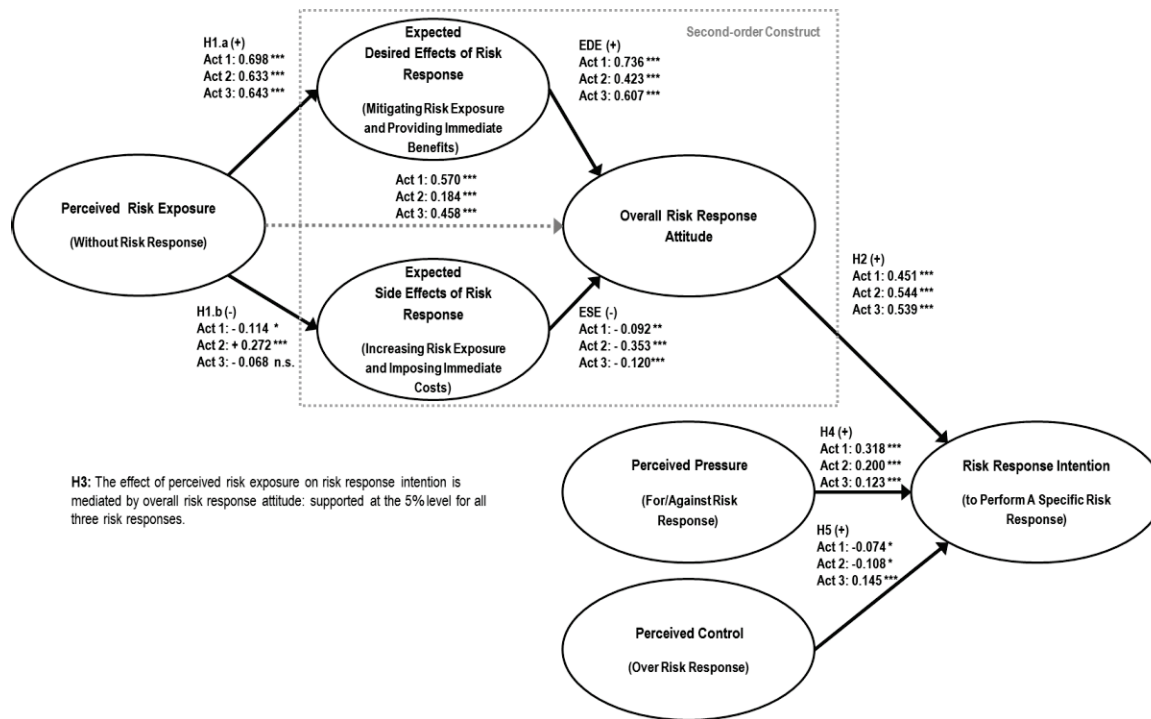 Second-order Construct
H1.a (+)
Act 1: 0.698 ***
Act 2: 0.633 ***
Act 3: 0.643 ***
Expected
Desired Effects of Risk
Response
(Mitigating Risk Exposure
and Providing Immediate
Benefits)
EDE (+)
Act 1: 0.736 ***
Act 2: 0.423 ***
Act 3: 0.607 ***
Perceived Risk Exposure
(Without Risk Response)
Act 1: 0.570 ***
Act 2: 0.184 ***
Act 3: 0.458 ***
Overall Risk Response
Attitude
H1.b (-)
Act 1: - 0.114 *
Act 2: + 0.272 ***
Act 3: - 0.068 n.s.
Expected
Side Effects of Risk
Response
(Increasing Risk Exposure
and Imposing Immediate
Costs)
ESE (-)
Act 1: - 0.092 **
Act 2: - 0.353 ***
Act 3: - 0.120***
H2 (+)
Act 1: 0.451 ***
Act 2: 0.544 ***
Act 3: 0.539 ***
H3: The effect of perceived risk exposure on risk response intention is
mediated by overall risk response attitude: supported at the 5% level for all
three risk responses.
Perceived Pressure
(For/Against Risk
Response)
H4 (+)
Act 1: 0.318 ***
Act 2: 0.200 ***
Act 3: 0.123 ***
Risk Response Intention
(to Perform A Specific Risk
Response)
H5 (+)
Act 1: -0.074 *
Act 2: -0.108 *
Act 3: 0.145 ***
Perceived Control
(Over Risk Response)